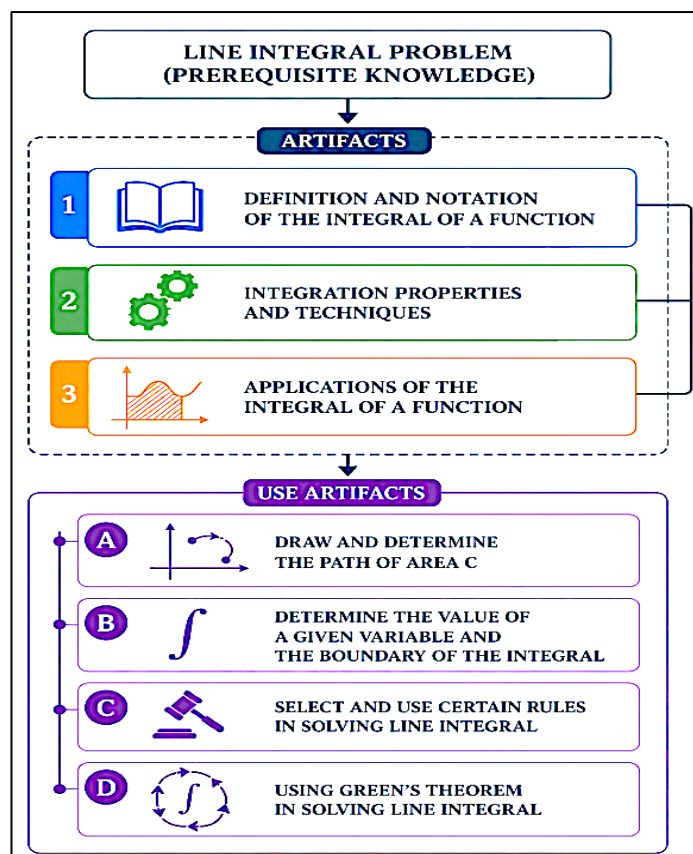 LINE INTEGRAL PROBLEM
(PREREQUISITE KNOWLEDGE)
ARTIFACTS
1
DEFINITION AND NOTATION
OF THE INTEGRAL OF A FUNCTION
2
INTEGRATION PROPERTIES
AND TECHNIQUES
3
APPLICATIONS OF THE
INTEGRAL OF A FUNCTION
USE ARTIFACTS
A
DRAW AND DETERMINE
THE PATH OF AREA C
B
∫
DETERMINE THE VALUE OF
A GIVEN VARIABLE AND
THE BOUNDARY OF THE INTEGRAL
C
SELECT AND USE CERTAIN RULES
IN SOLVING LINE INTEGRAL
D
∫
USING GREEN'S THEOREM
IN SOLVING LINE INTEGRAL